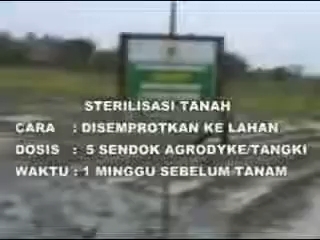 STERILISASI TANAH
CARA : DISEMPROTKAN KE LAHAN
DOSIS : 5 SENDOK AGRODYKE/TANGKI
WAKTU : 1 MINGGU SEBELUM TANAM